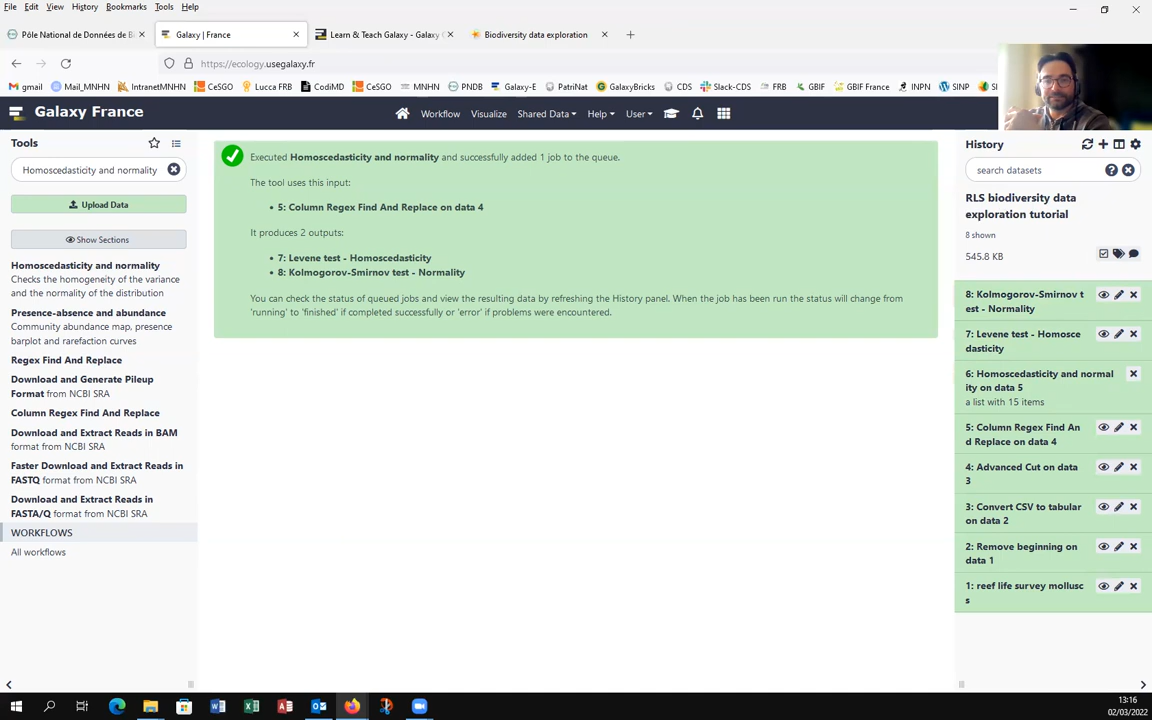 File Edit View History Bookmarks Tools Help
Pôle National de Données de Bi
Galaxy | France
Learn & Teach Galaxy - Galaxy C
Biodiversity data exploration
https://ecology.usegalaxy.fr
gmail Mail_MNHN IntranetMNHN CeSGO Lucca FRB CodiMD CeSGO MNHN PNDB Galaxy-E PatriNat GalaxyBricks CDS Slack-CDS FRB GBIF GBIF France INPN SINP
Galaxy France
Workflow Visualize Shared Data Help User
Tools
Homoscedasticity and normality
Upload Data
Show Sections
Homoscedasticity and normality
Checks the homogeneity of the variance
and the normality of the distribution
Presence-absence and abundance
Community abundance map, presence
barplot and rarefaction curves
Regex Find And Replace
Download and Generate Pileup
Format from NCBI SRA
Column Regex Find And Replace
Download and Extract Reads in BAM
format from NCBI SRA
Faster Download and Extract Reads in
FASTQ format from NCBI SRA
Download and Extract Reads in
FASTA/Q format from NCBI SRA
WORKFLOWS
All workflows
Executed Homoscedasticity and normality and successfully added 1 job to the queue.
The tool uses this input:
• 5: Column Regex Find And Replace on data 4
It produces 2 outputs:
• 7: Levene test - Homoscedasticity
• 8: Kolmogorov-Smirnov test - Normality
You can check the status of queued jobs and view the resulting data by refreshing the History panel. When the job has been run the status will change from
'running' to 'finished' if completed successfully or 'error' if problems were encountered.
History
search datasets
RLS biodiversity data
exploration tutorial
8 shown
545.8 KB
8: Kolmogorov-Smirnov t
est - Normality
7: Levene test - Homosce
dasticity
6: Homoscedasticity and normal
ity on data 5
a list with 15 items
5: Column Regex Find An
d Replace on data 4
4: Advanced Cut on data
3
3: Convert CSV to tabular
on data 2
2: Remove beginning on
data 1
1: reef life survey mollusc
s
13:16
02/03/2022